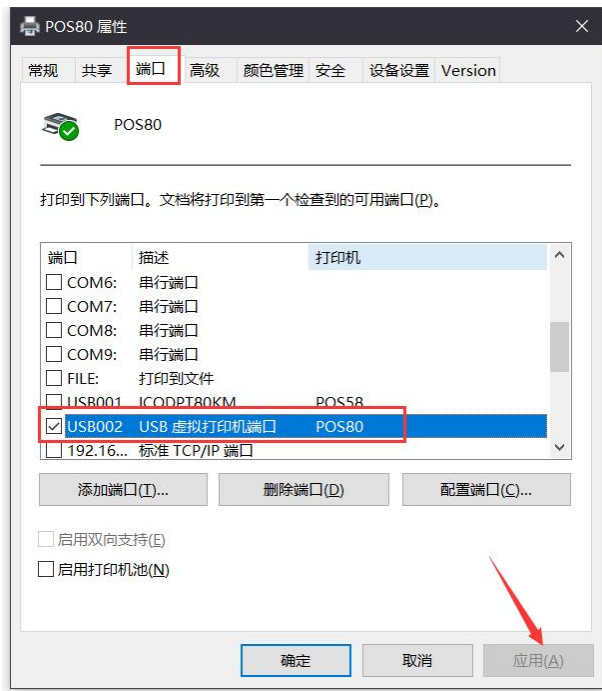 POS80 属性
常规 共享 端口 高级 颜色管理 安全 设备设置 Version
POS80
打印到下列端口。文档将打印到第一个检查到的可用端口(P)。
端口 描述 打印机
COM6: 串行端口
COM7: 串行端口
COM8: 串行端口
COM9: 串行端口
FILE: 打印到文件
USB001 ICODPT80KM POS58
USB002 USB 虚拟打印机端口 POS80
192.16... 标准 TCP/IP 端口
添加端口(T)... 删除端口(D) 配置端口(C)...
启用双向支持(E)
启用打印机池(N)
确定 取消 应用(A)